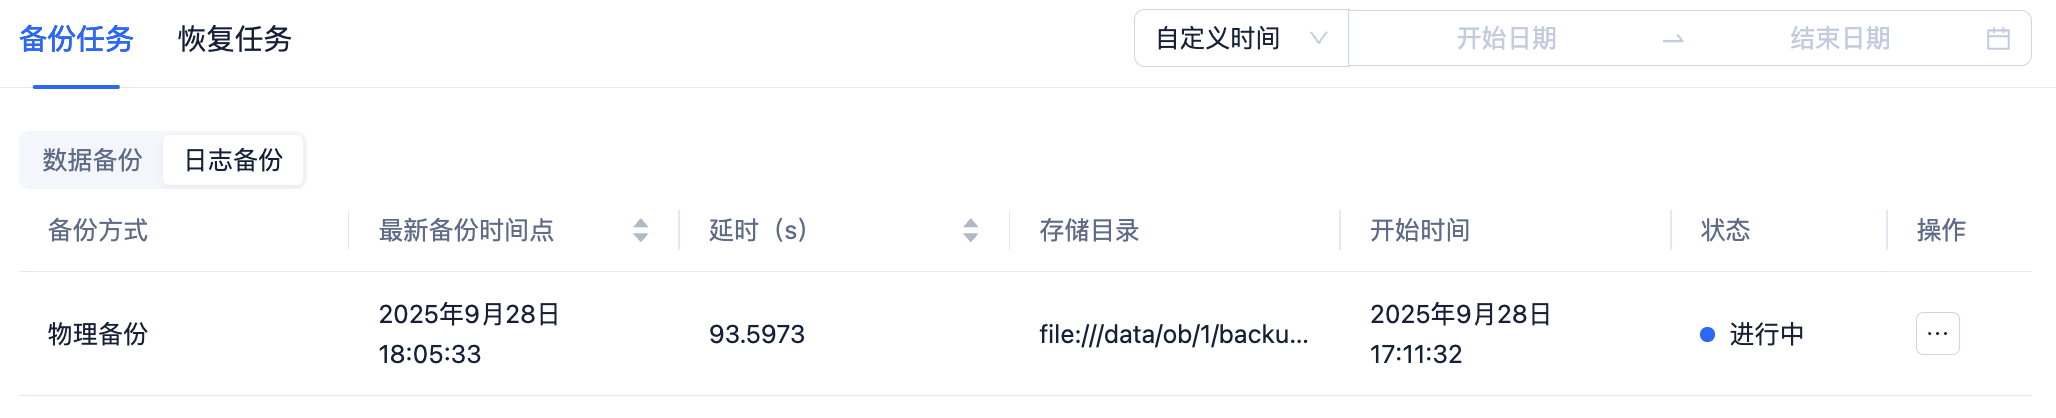 备份任务 恢复任务 自定义时间 开始日期 → 结束日期
数据备份 日志备份
备份方式 最新备份时间点 延时（s） 存储目录 开始时间 状态 操作
物理备份 2025年9月28日 18:05:33 93.5973 file:///data/ob/1/backu... 2025年9月28日 17:11:32 进行中 ...